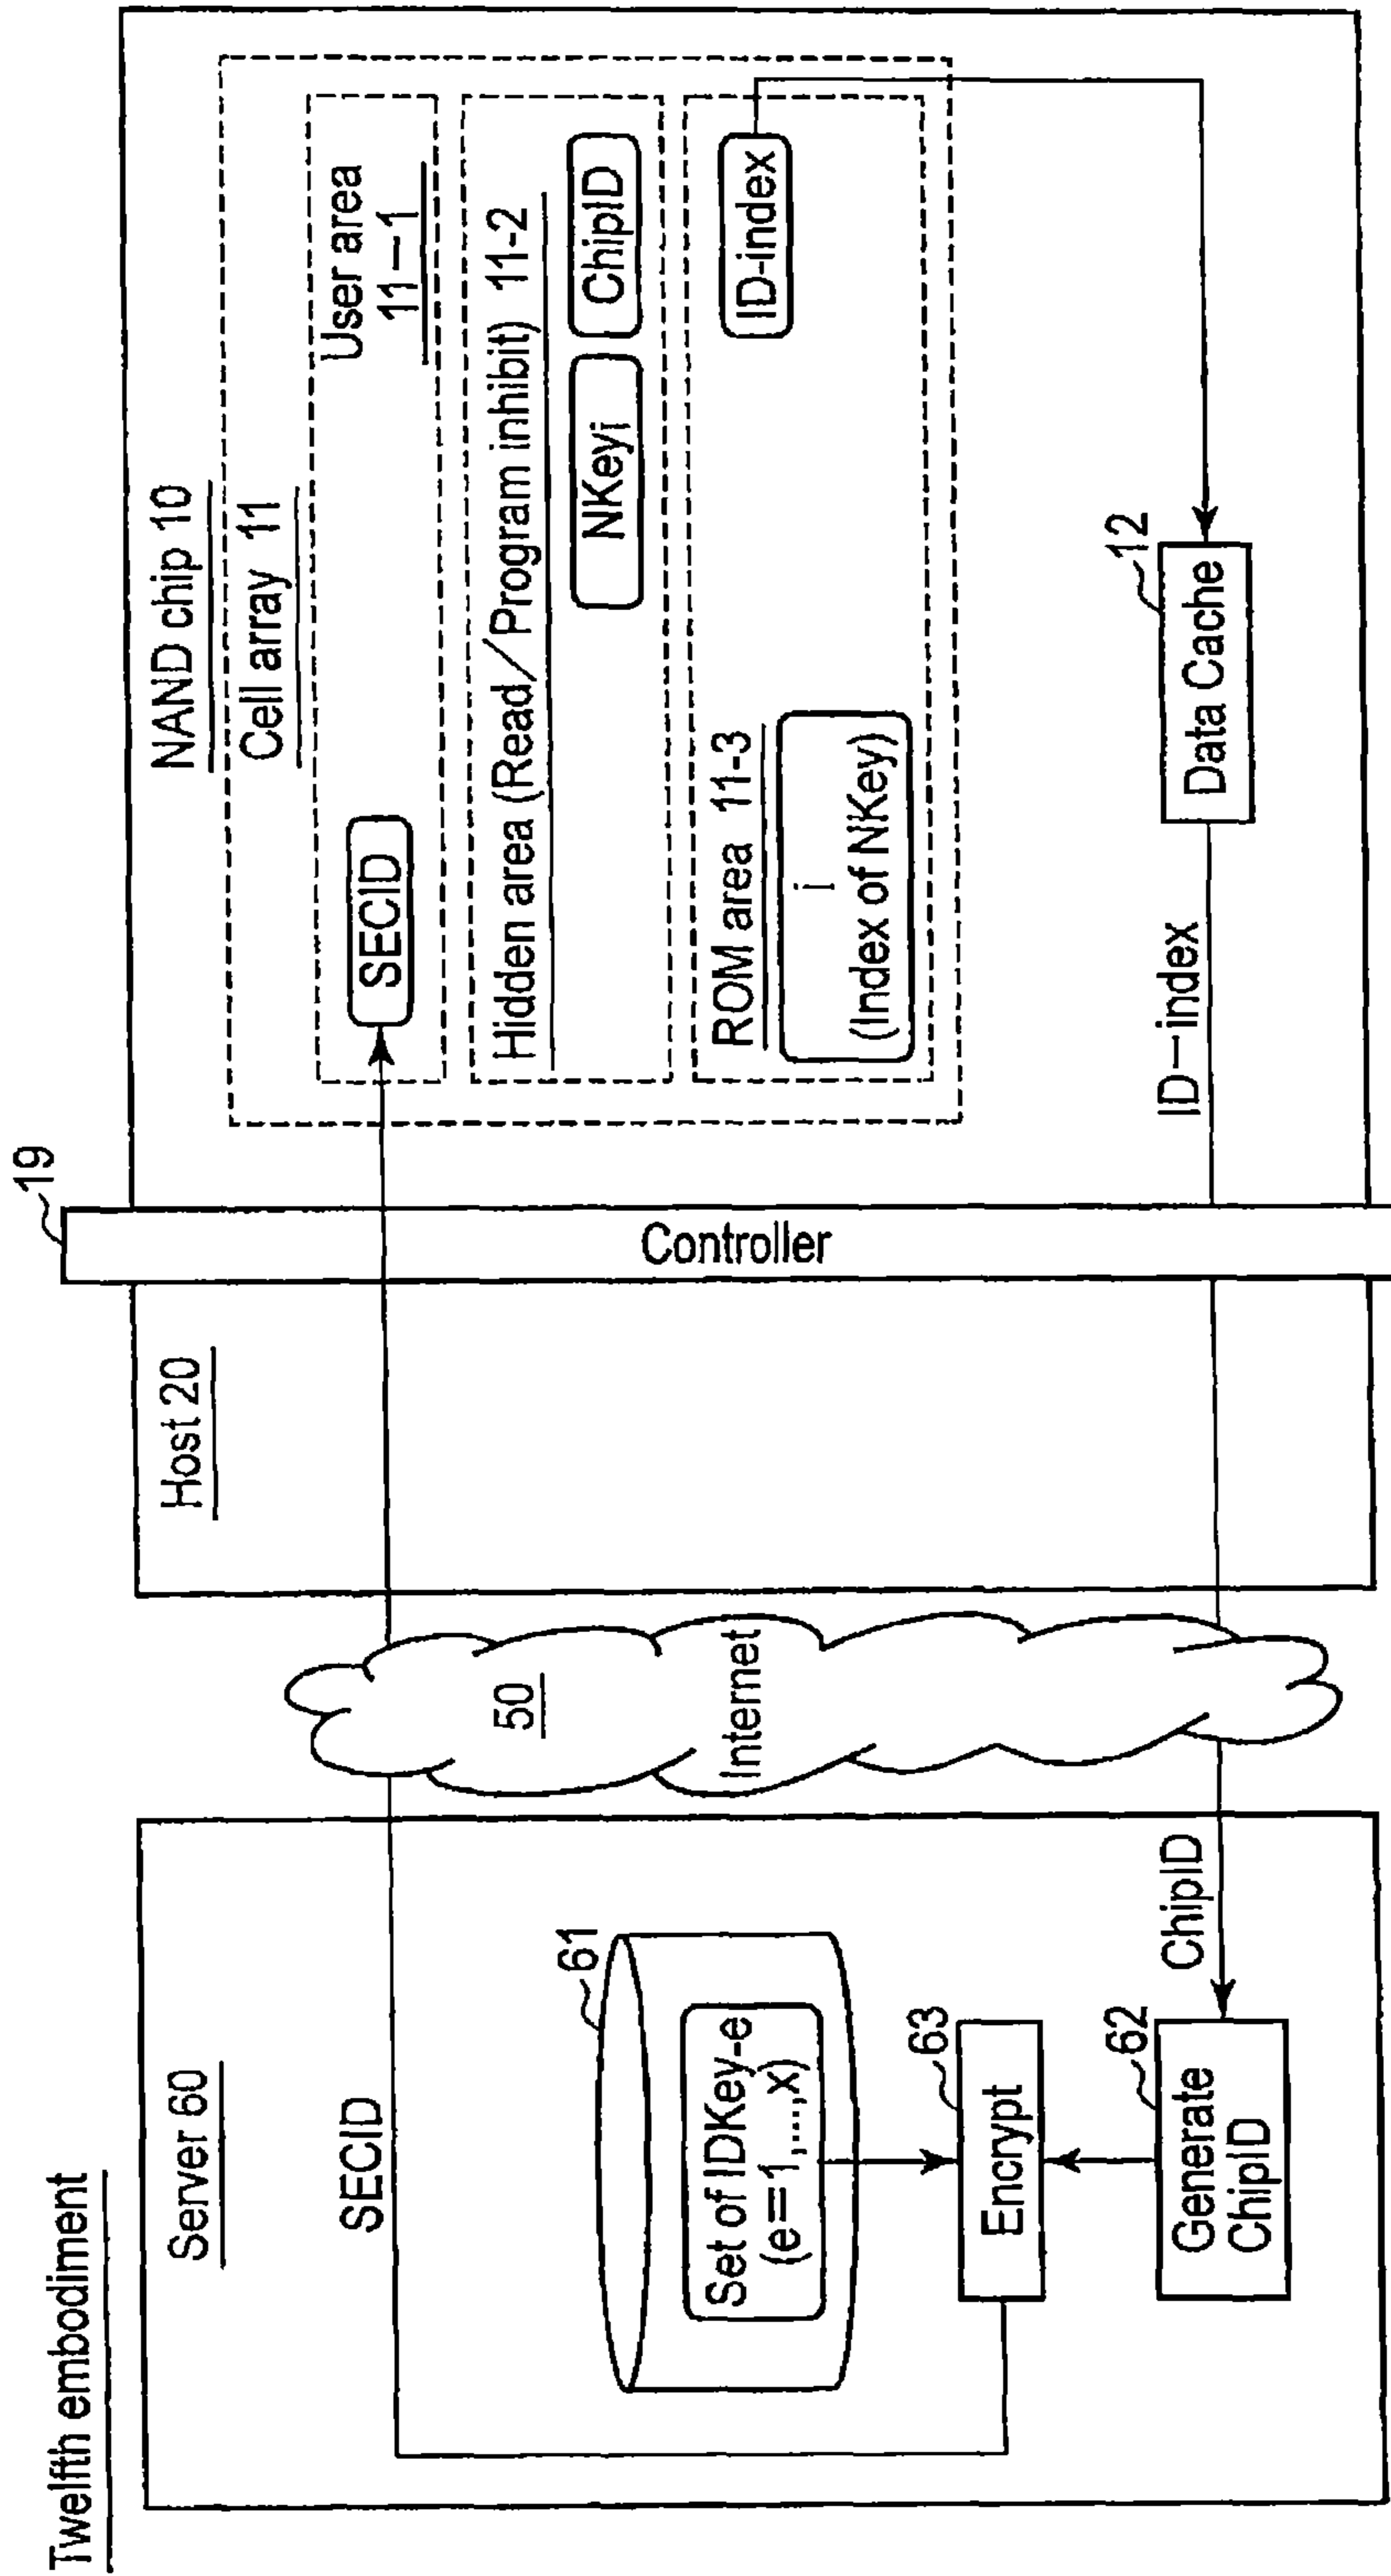 Twelfth embodiment
Server 60
SECID
61
Set of IDKey-e
(e=1,...,x)
63
Encrypt
62
Generate
ChipID
ChipID
50
Internet
Host 20
19
Controller
NAND chip 10
Cell array 11
User area
11-1
SECID
Hidden area (Read/Program inhibit) 11-2
NKeyi
ChipID
ROM area 11-3
i
(Index of NKey)
ID-index
12
Data Cache
ID-index